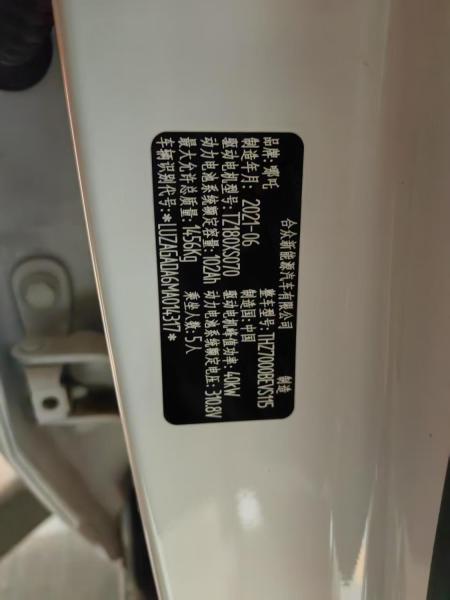 合众新能源汽车有限公司 制造
品牌:哪吒 整车型号:THZ7000BEVS115
制造年月:2021-06 制造国:中国
驱动电机型号:TZ180XS070 驱动电机峰值功率:40kW
动力电池系统额定容量:102Ah 动力电池系统额定电压:310.8V
最大允许总质量:1456Kg 乘坐人数:5人
车辆识别代号:*LUZAGADA6MA014317*